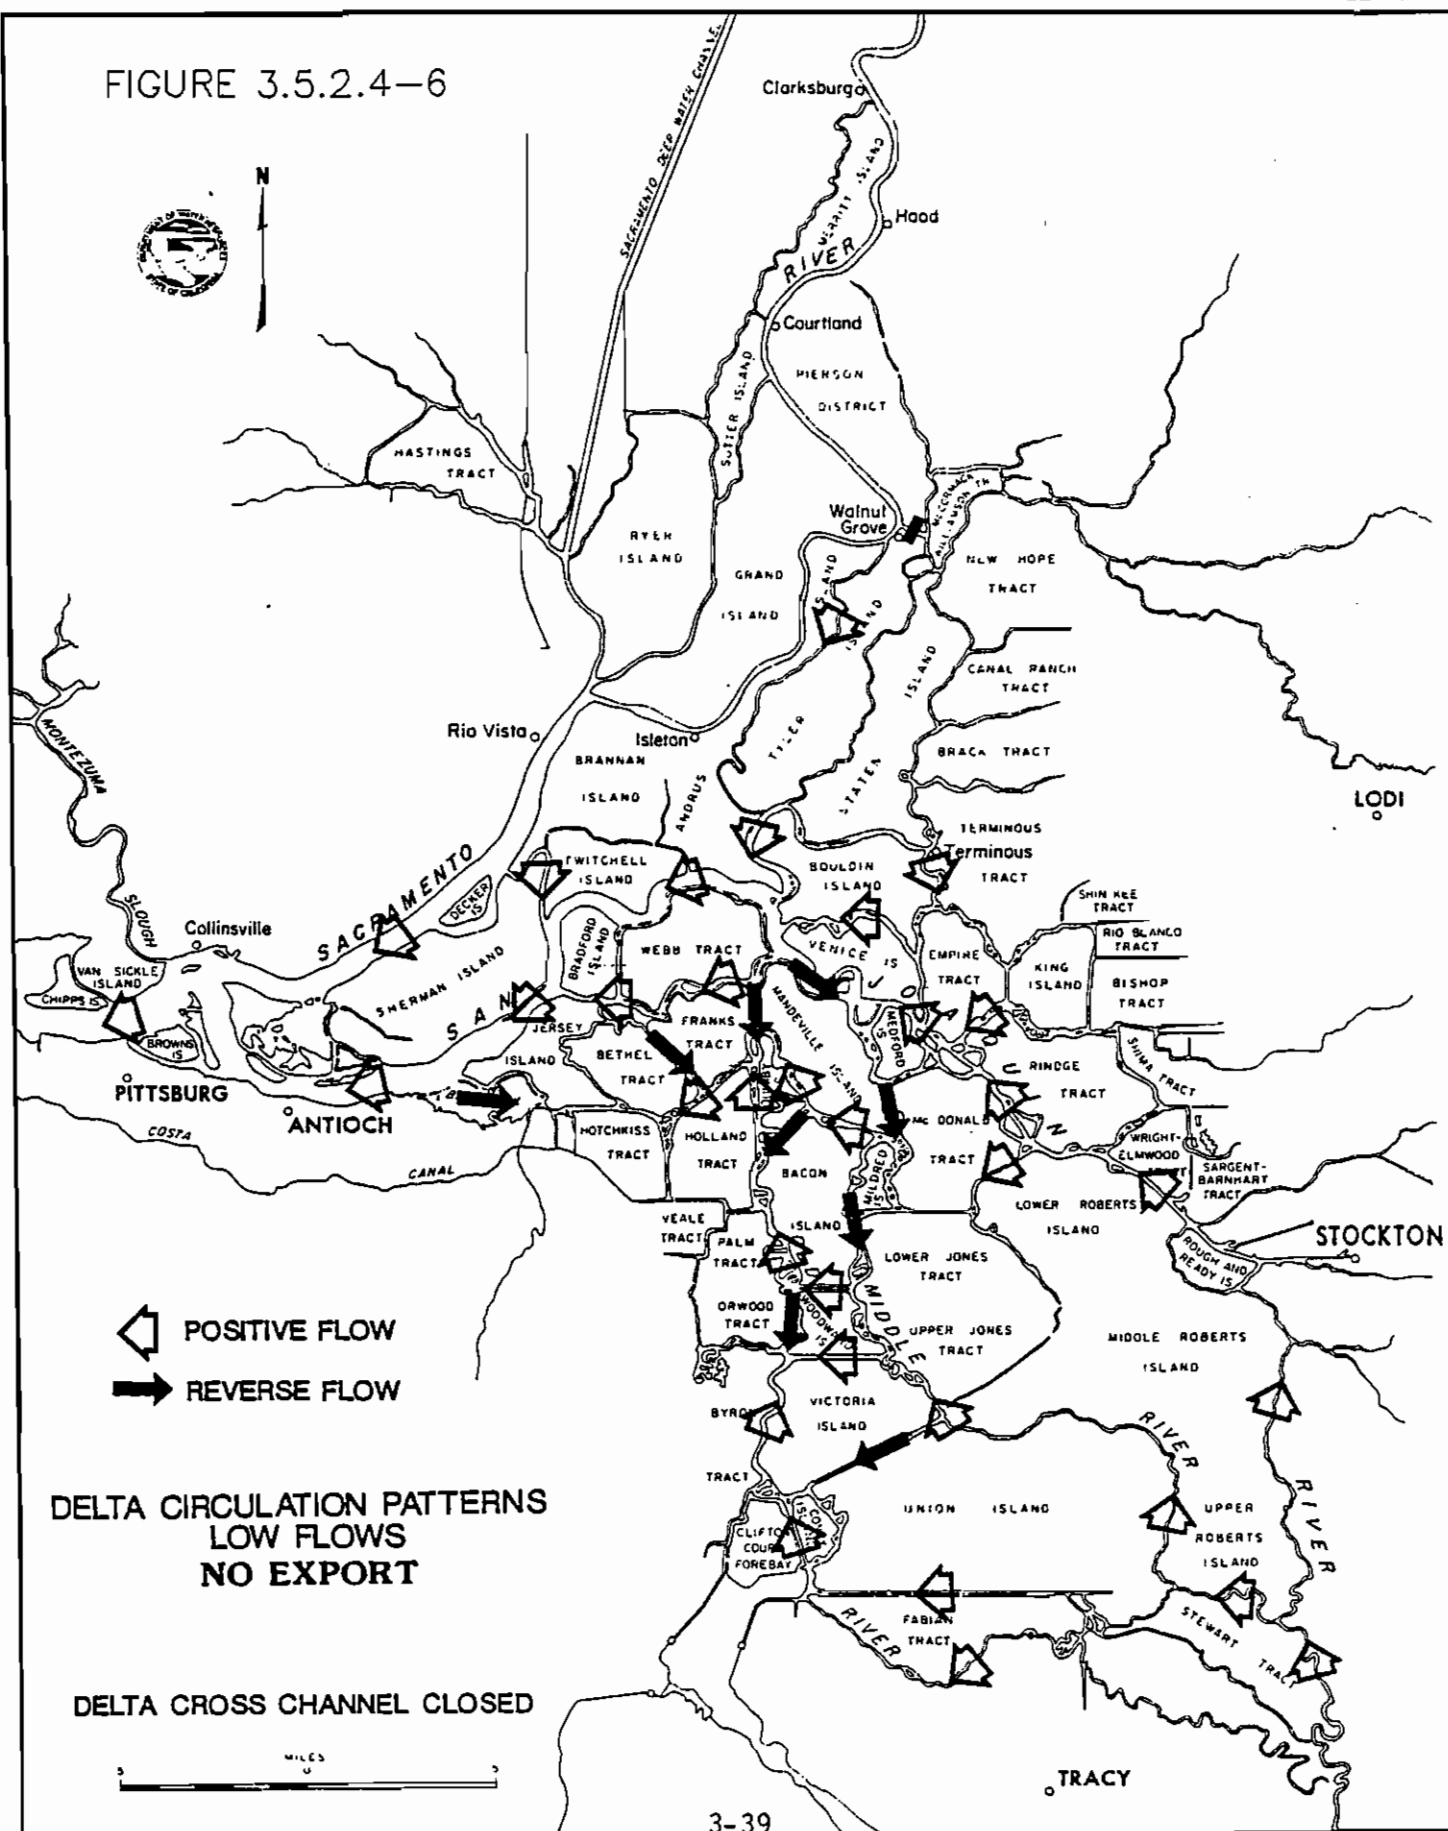 FIGURE 3.5.2.4-6
N
SACRAMENTO DEEP WATER CHANNEL
Clarksburg
MERRITT ISLAND
Hood
RIVER
Courtland
PIERSON
DISTRICT
SUTTER ISLAND
HASTINGS
TRACT
Walnut
Grove
RYER
ISLAND
GRAND
ISLAND
NEW HOPE
TRACT
ISLAND
CANAL RANCH
TRACT
MONTEZUMA
Rio Vista
Isleton
TYLER
ISLAND
STATEN
BRACK TRACT
BRANNAN
ISLAND
ANDRUS
LODI
TERMINOUS
Terminous
TRACT
TWITCHELL
ISLAND
BOULDIN
ISLAND
SHIN KEE
TRACT
SLOUGH
SACRAMENTO
DECKER
IS
Collinsville
RIO BLANCO
TRACT
BRADFORD
ISLAND
WEBB TRACT
VENICE IS
EMPIRE
TRACT
KING
ISLAND
BISHOP
TRACT
VAN SICKLE
ISLAND
CHIPPS IS
SHERMAN ISLAND
SAN
JOAQUIN
BROWNS
IS
JERSEY
ISLAND
FRANKS
TRACT
MANDEVILLE
ISLAND
MEDFORD
IS
BETHEL
TRACT
RINDGE
TRACT
SHIMA TRACT
PITTSBURG
ANTIOCH
HOTCHKISS
TRACT
HOLLAND
TRACT
BACON
ISLAND
MILDRED
IS
Mc DONALD
TRACT
WRIGHT-
ELMWOOD
SARGENT-
BARNHART
TRACT
COSTA
CANAL
LOWER ROBERTS
ISLAND
VEALE
TRACT
PALM
TRACT
LOWER JONES
TRACT
STOCKTON
ROUGH AND
READY IS
ORWOOD
TRACT
WOODWARD
IS
MIDDLE
UPPER JONES
TRACT
MIDDLE ROBERTS
ISLAND
POSITIVE FLOW
REVERSE FLOW
VICTORIA
ISLAND
BYRON
TRACT
RIVER
UNION ISLAND
UPPER
ROBERTS
ISLAND
RIVER
CLIFTON
COURT
FOREBAY
DELTA CIRCULATION PATTERNS
LOW FLOWS
NO EXPORT
RIVER
FABIAN
TRACT
STEWART
TRACT
DELTA CROSS CHANNEL CLOSED
MILES
5 0 5
TRACY
3-39